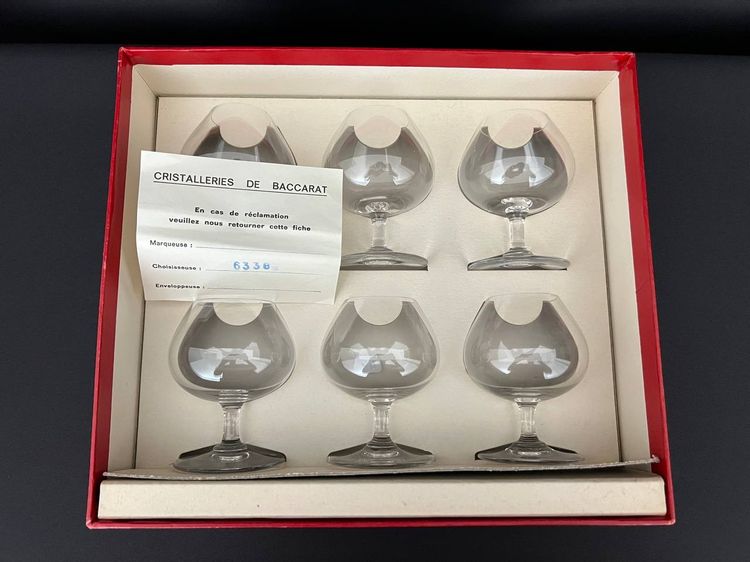 CRISTALLERIES DE BACCARAT
En cas de réclamation
veuillez nous retourner cette fiche
Marqueuse :
Choisisseuse : 6338
Enveloppeuse :